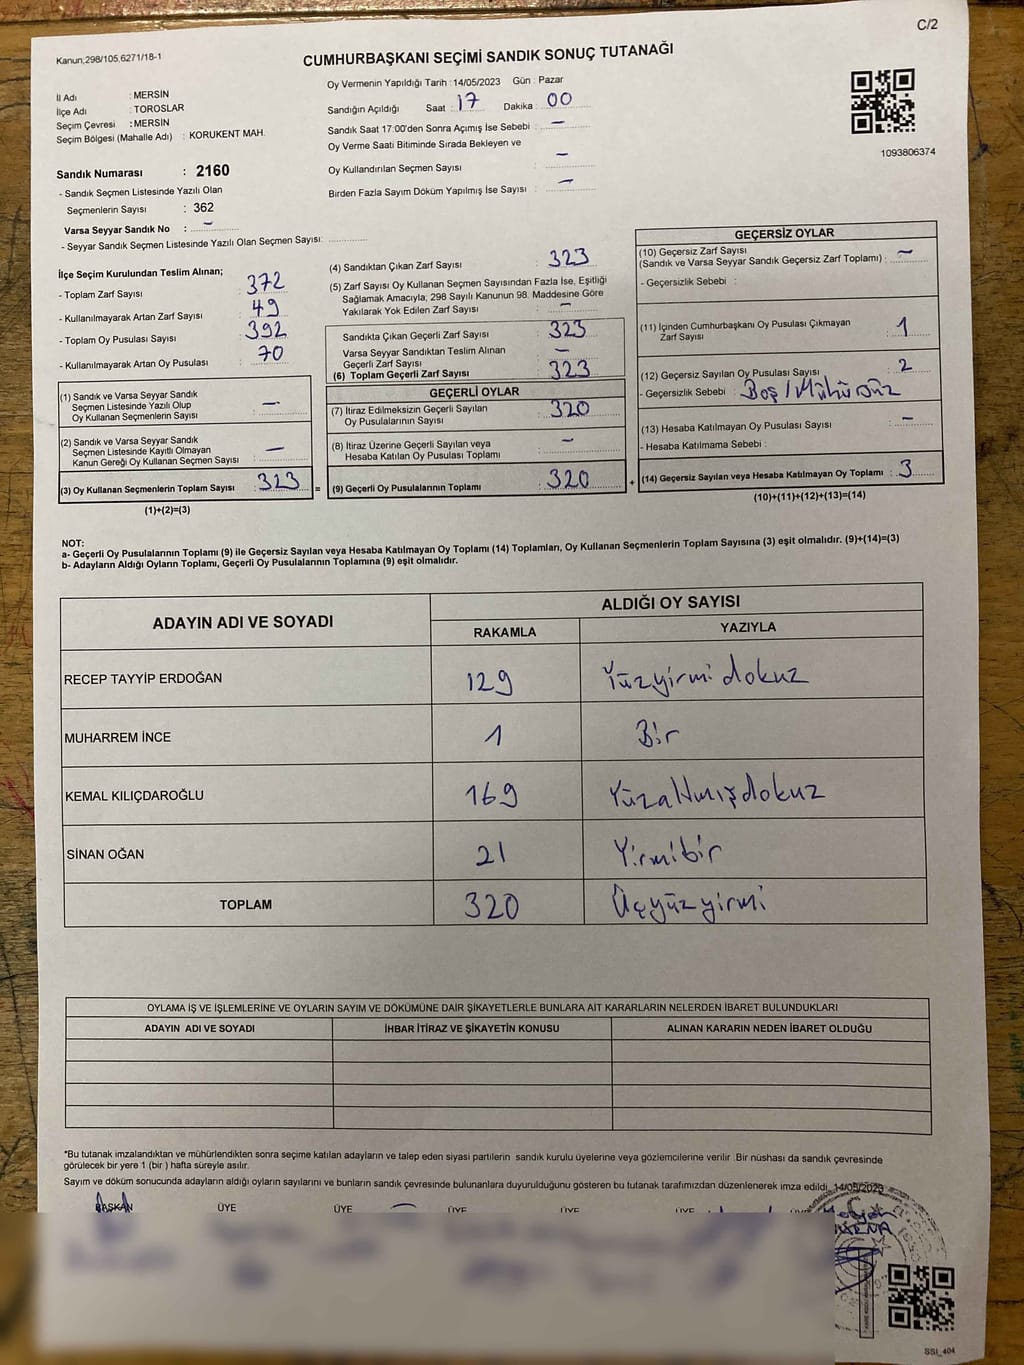 C/2
Kanun;298/105,6271/18-1
CUMHURBAŞKANI SEÇİMİ SANDIK SONUÇ TUTANAĞI
İl Adı : MERSİN
İlçe Adı : TOROSLAR
Seçim Çevresi : MERSİN
Seçim Bölgesi (Mahalle Adı) : KORUKENT MAH.
Sandık Numarası : 2160
- Sandık Seçmen Listesinde Yazılı Olan
Seçmenlerin Sayısı : 362
Varsa Seyyar Sandık No : –
- Seyyar Sandık Seçmen Listesinde Yazılı Olan Seçmen Sayısı:
Oy Vermenin Yapıldığı Tarih : 14/05/2023 Gün : Pazar
Sandığın Açıldığı Saat : 17 Dakika : 00
Sandık Saat 17:00'den Sonra Açımış İse Sebebi : –
Oy Verme Saati Bitiminde Sırada Bekleyen ve
Oy Kullandırılan Seçmen Sayısı : –
Birden Fazla Sayım Döküm Yapılmış İse Sayısı : –
1093806374
İlçe Seçim Kurulundan Teslim Alınan;
- Toplam Zarf Sayısı : 372
- Kullanılmayarak Artan Zarf Sayısı : 49
- Toplam Oy Pusulası Sayısı : 392
- Kullanılmayarak Artan Oy Pusulası : 70
(1) Sandık ve Varsa Seyyar Sandık
Seçmen Listesinde Yazılı Olup
Oy Kullanan Seçmenlerin Sayısı : –
(2) Sandık ve Varsa Seyyar Sandık
Seçmen Listesinde Kayıtlı Olmayan
Kanun Gereği Oy Kullanan Seçmen Sayısı : –
(3) Oy Kullanan Seçmenlerin Toplam Sayısı : 323 =
(1)+(2)=(3)
(4) Sandıktan Çıkan Zarf Sayısı : 323
(5) Zarf Sayısı Oy Kullanan Seçmen Sayısından Fazla İse, Eşitliği
Sağlamak Amacıyla; 298 Sayılı Kanunun 98. Maddesine Göre
Yakılarak Yok Edilen Zarf Sayısı : –
Sandıkta Çıkan Geçerli Zarf Sayısı : 323
Varsa Seyyar Sandıktan Teslim Alınan
Geçerli Zarf Sayısı : –
(6) Toplam Geçerli Zarf Sayısı : 323
GEÇERLİ OYLAR
(7) İtiraz Edilmeksizin Geçerli Sayılan
Oy Pusulalarının Sayısı : 320
(8) İtiraz Üzerine Geçerli Sayılan veya
Hesaba Katılan Oy Pusulası Toplamı : –
(9) Geçerli Oy Pusulalarının Toplamı : 320 +
GEÇERSİZ OYLAR
(10) Geçersiz Zarf Sayısı
(Sandık ve Varsa Seyyar Sandık Geçersiz Zarf Toplamı) : –
- Geçersizlik Sebebi :
(11) İçinden Cumhurbaşkanı Oy Pusulası Çıkmayan
Zarf Sayısı : 1
(12) Geçersiz Sayılan Oy Pusulası Sayısı : 2
- Geçersizlik Sebebi : Boş/Mühürsüz
(13) Hesaba Katılmayan Oy Pusulası Sayısı : –
- Hesaba Katılmama Sebebi :
(14) Geçersiz Sayılan veya Hesaba Katılmayan Oy Toplamı : 3
(10)+(11)+(12)+(13)=(14)
NOT:
a- Geçerli Oy Pusulalarının Toplamı (9) ile Geçersiz Sayılan veya Hesaba Katılmayan Oy Toplamı (14) Toplamları, Oy Kullanan Seçmenlerin Toplam Sayısına (3) eşit olmalıdır. (9)+(14)=(3)
b- Adayların Aldığı Oyların Toplamı, Geçerli Oy Pusulalarının Toplamına (9) eşit olmalıdır.
ADAYIN ADI VE SOYADI
ALDIĞI OY SAYISI
RAKAMLA YAZIYLA
RECEP TAYYİP ERDOĞAN 129 Yüzyirmidokuz
MUHARREM İNCE 1 Bir
KEMAL KILIÇDAROĞLU 169 Yüzaltmışdokuz
SİNAN OĞAN 21 Yirmibir
TOPLAM 320 Üçyüzyirmi
OYLAMA İŞ VE İŞLEMLERİNE VE OYLARIN SAYIM VE DÖKÜMÜNE DAİR ŞİKAYETLERLE BUNLARA AİT KARARLARIN NELERDEN İBARET BULUNDUKLARI
ADAYIN ADI VE SOYADI İHBAR İTİRAZ VE ŞİKAYETİN KONUSU ALINAN KARARIN NEDEN İBARET OLDUĞU
*Bu tutanak imzalandıktan ve mühürlendikten sonra seçime katılan adayların ve talep eden siyasi partilerin sandık kurulu üyelerine veya gözlemcilerine verilir .Bir nüshası da sandık çevresinde
görülecek bir yere 1 (bir ) hafta süreyle asılır.
Sayım ve döküm sonucunda adayların aldığı oyların sayılarını ve bunların sandık çevresinde bulunanlara duyurulduğunu gösteren bu tutanak tarafımızdan düzenlenerek imza edildi. 14/05/2023
BAŞKAN ÜYE ÜYE ÜYE ÜYE ÜYE
SSI_404